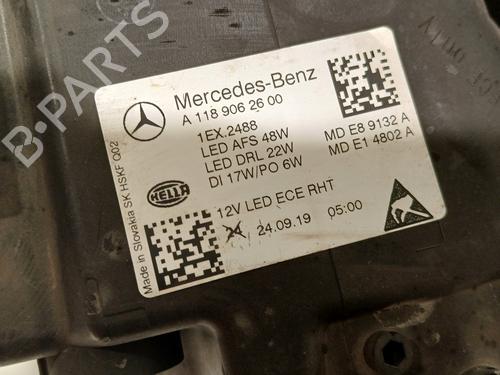 Mercedes-Benz
A 118 906 26 00
1EX.2488
LED AFS 48W
LED DRL 22W
DI 17W/PO 6W
MD E8 9132 A
MD E1 4802 A
HELLA
12V LED ECE RHT
24.09.19 05:00
Made in Slovakia SK HSKF O02